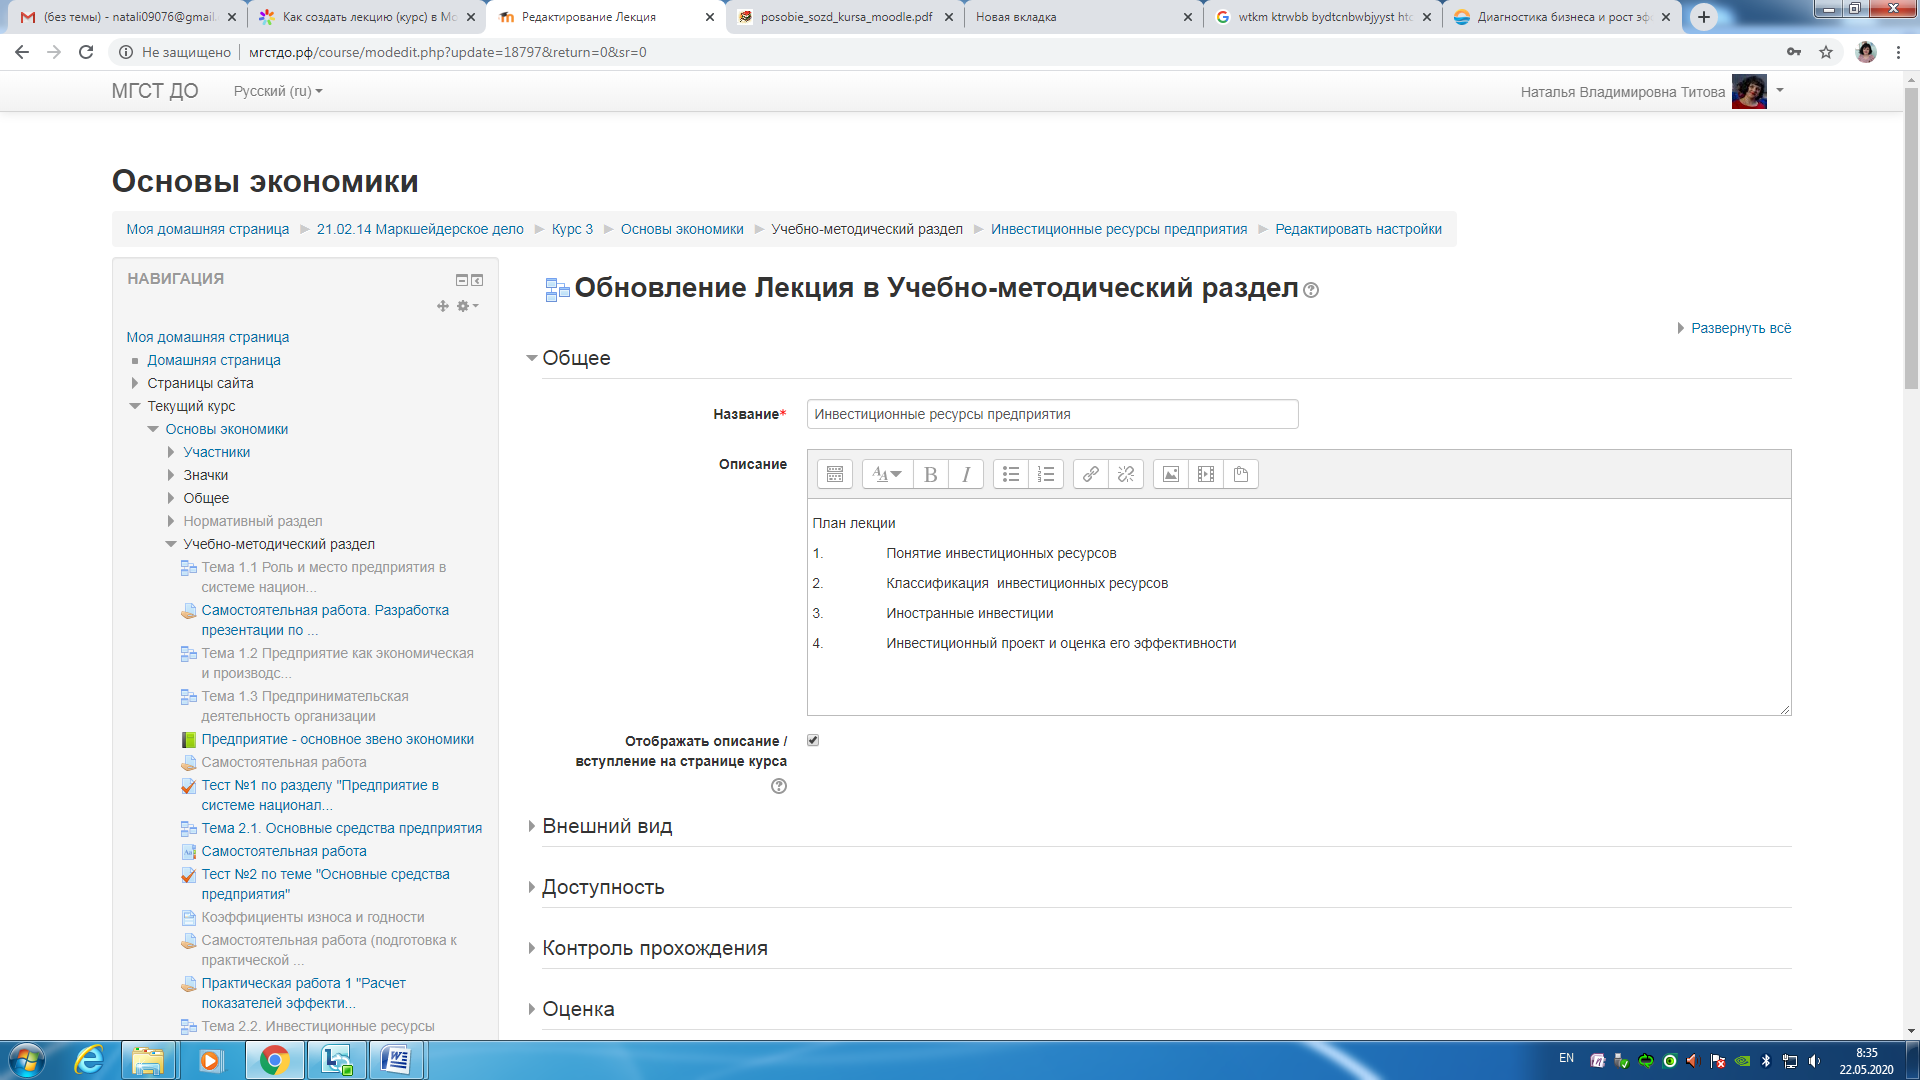 (без темы) - natali09076@gmail.
Как создать лекцию (курс) в Мо
Редактирование Лекция
posobie_sozd_kursa_moodle.pdf
Новая вкладка
wtkm ktrwbb bydtcnbwbjyyst htc
Диагностика бизнеса и рост эф
Не защищено
мгстдо.рф/course/modedit.php?update=18797&return=0&sr=0
МГСТ ДО
Русский (ru)
Наталья Владимировна Титова
Основы экономики
Моя домашняя страница
21.02.14 Маркшейдерское дело
Курс 3
Основы экономики
Учебно-методический раздел
Инвестиционные ресурсы предприятия
Редактировать настройки
НАВИГАЦИЯ
Моя домашняя страница
Домашняя страница
Страницы сайта
Текущий курс
Основы экономики
Участники
Значки
Общее
Нормативный раздел
Учебно-методический раздел
Тема 1.1 Роль и место предприятия в
системе национ...
Самостоятельная работа. Разработка
презентации по ...
Тема 1.2 Предприятие как экономическая
и производс...
Тема 1.3 Предпринимательская
деятельность организации
Предприятие - основное звено экономики
Самостоятельная работа
Тест №1 по разделу "Предприятие в
системе национал...
Тема 2.1. Основные средства предприятия
Самостоятельная работа
Тест №2 по теме "Основные средства
предприятия"
Коэффициенты износа и годности
Самостоятельная работа (подготовка к
практической ...
Практическая работа 1 "Расчет
показателей эффекти...
Тема 2.2. Инвестиционные ресурсы
Обновление Лекция в Учебно-методический раздел
Развернуть всё
Общее
Название*
Инвестиционные ресурсы предприятия
Описание
План лекции
1. Понятие инвестиционных ресурсов
2. Классификация инвестиционных ресурсов
3. Иностранные инвестиции
4. Инвестиционный проект и оценка его эффективности
Отображать описание /
вступление на странице курса
Внешний вид
Доступность
Контроль прохождения
Оценка
EN
8:35
22.05.2020